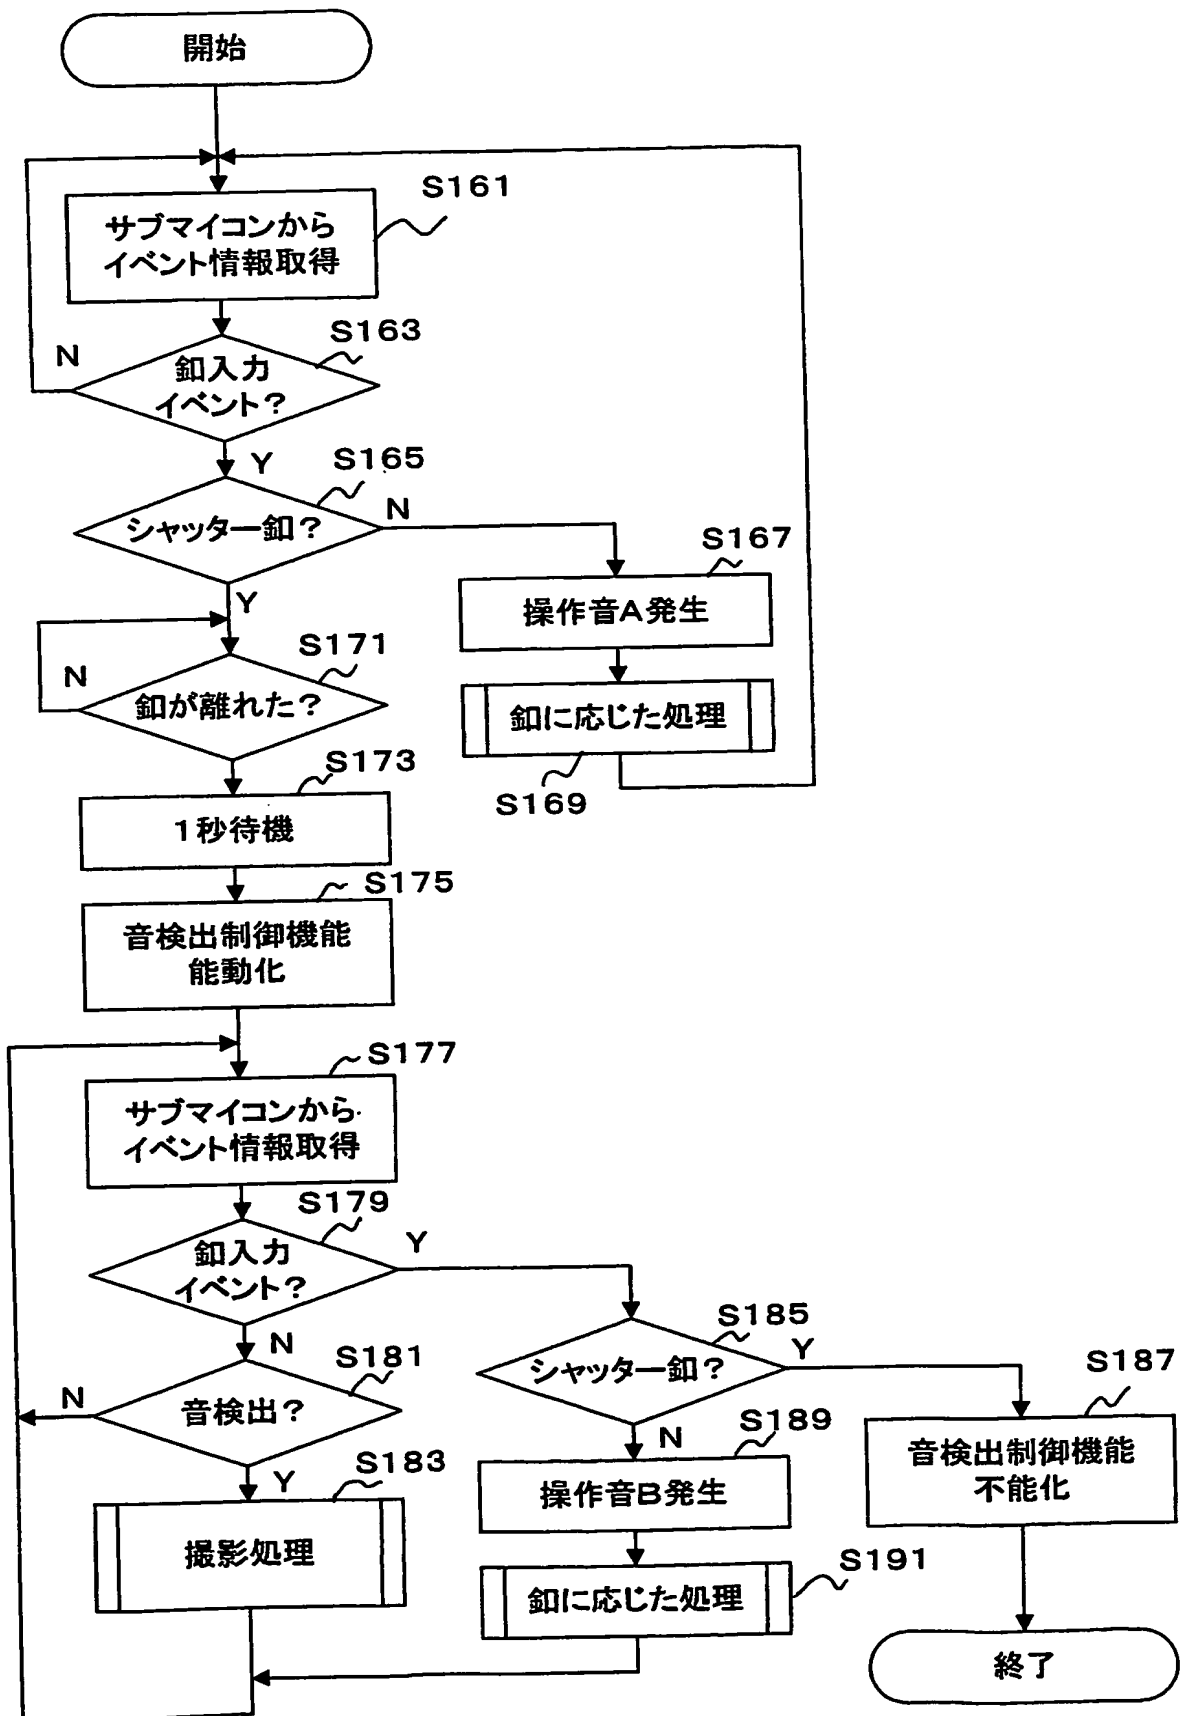 開始
S161
サブマイコンから
イベント情報取得
S163
N
釦入力
イベント?
Y
S165
シャッター釦?
N
S167
操作音A発生
Y
S171
N
釦が離れた?
釦に応じた処理
S169
S173
1秒待機
S175
音検出制御機能
能動化
S177
サブマイコンから
イベント情報取得
S179
釦入力
イベント?
Y
N
S185
シャッター釦?
Y
S181
N
音検出?
S187
音検出制御機能
不能化
N
S189
操作音B発生
Y
S183
撮影処理
S191
釦に応じた処理
終了